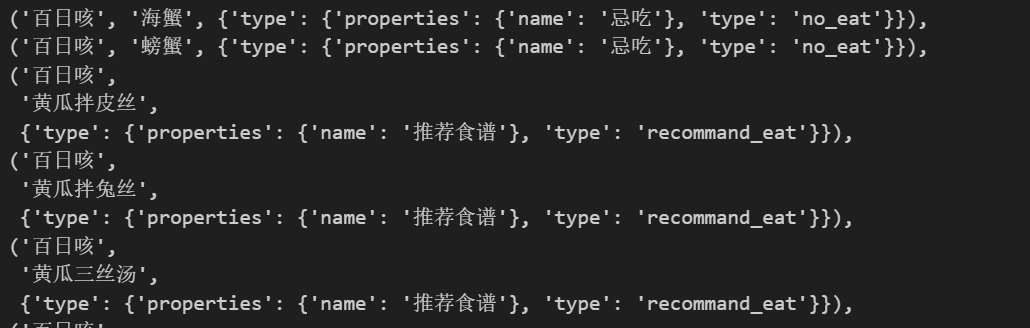 ('百日咳', '海蟹', {'type': {'properties': {'name': '忌吃'}, 'type': 'no_eat'}}),
('百日咳', '螃蟹', {'type': {'properties': {'name': '忌吃'}, 'type': 'no_eat'}}),
('百日咳',
 '黄瓜拌皮丝',
 {'type': {'properties': {'name': '推荐食谱'}, 'type': 'recommand_eat'}}),
('百日咳',
 '黄瓜拌兔丝',
 {'type': {'properties': {'name': '推荐食谱'}, 'type': 'recommand_eat'}}),
('百日咳',
 '黄瓜三丝汤',
 {'type': {'properties': {'name': '推荐食谱'}, 'type': 'recommand_eat'}}),